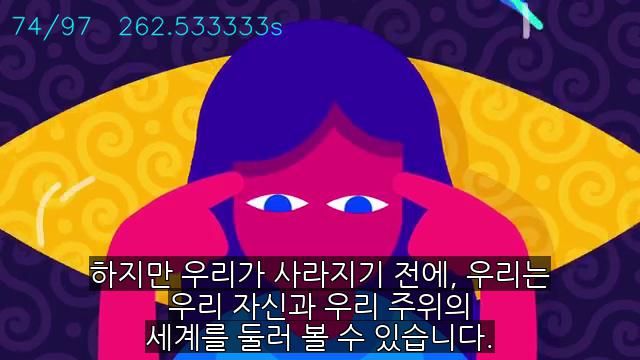 74/97 262.533333s
하지만 우리가 사라지기 전에, 우리는
우리 자신과 우리 주위의
세계를 둘러 볼 수 있습니다.